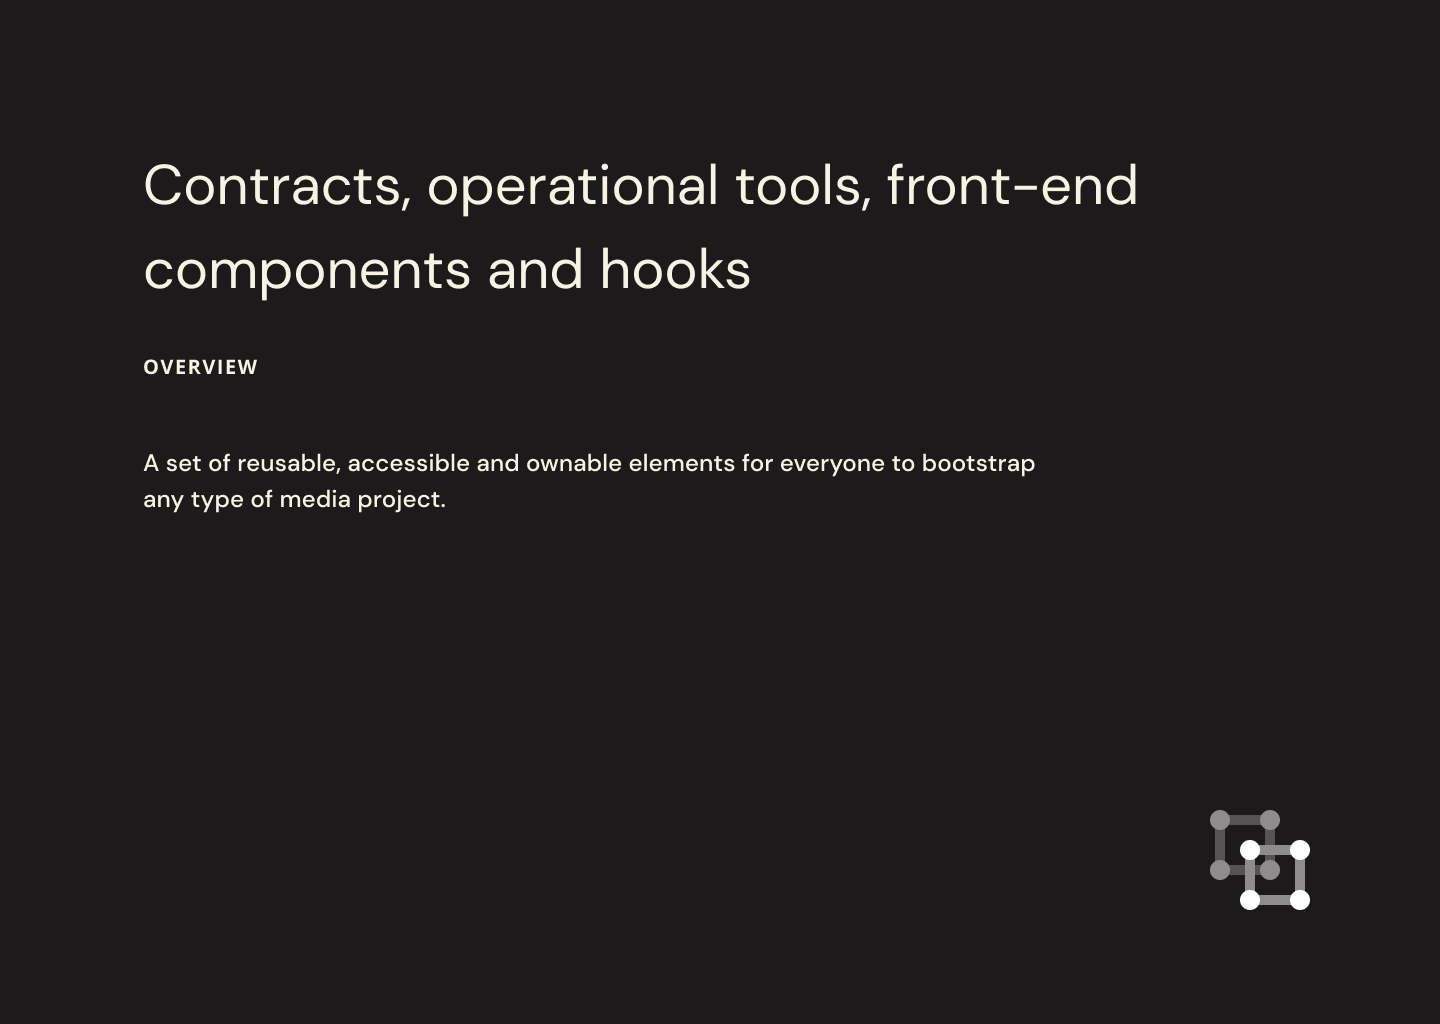 Contracts, operational tools, front-end
components and hooks
OVERVIEW
A set of reusable, accessible and ownable elements for everyone to bootstrap
any type of media project.